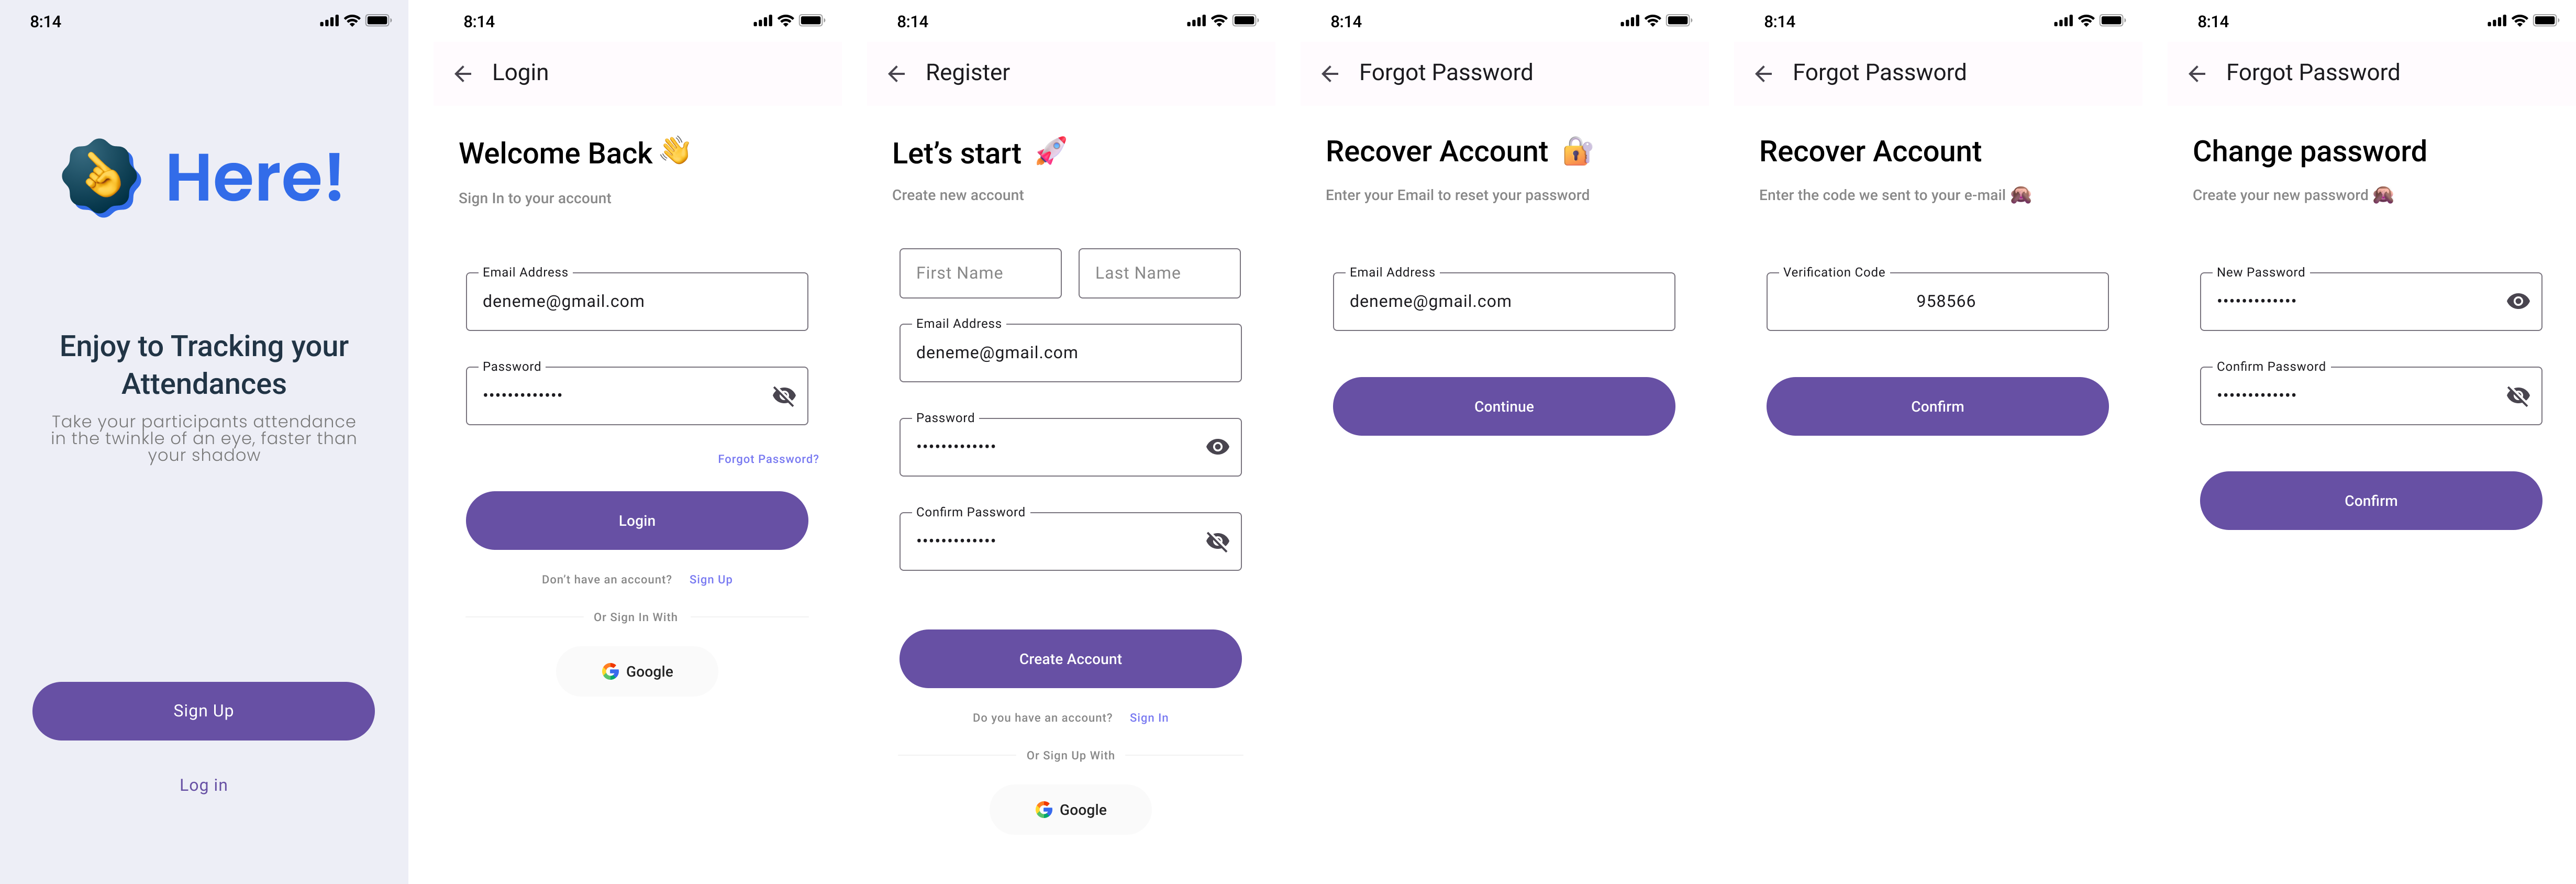 8:14
Here!
Enjoy to Tracking your
Attendances
Take your participants attendance
in the twinkle of an eye, faster than
your shadow
Sign Up
Log in
8:14
Login
Welcome Back
Sign In to your account
Email Address
deneme@gmail.com
Password
Forgot Password?
Login
Don't have an account? Sign Up
Or Sign In With
Google
8:14
Register
Let’s start
Create new account
First Name Last Name
Email Address
deneme@gmail.com
Password
Confirm Password
Create Account
Do you have an account? Sign In
Or Sign Up With
Google
8:14
Forgot Password
Recover Account
Enter your Email to reset your password
Email Address
deneme@gmail.com
Continue
8:14
Forgot Password
Recover Account
Enter the code we sent to your e-mail
Verification Code
958566
Confirm
8:14
Forgot Password
Change password
Create your new password
New Password
Confirm Password
Confirm